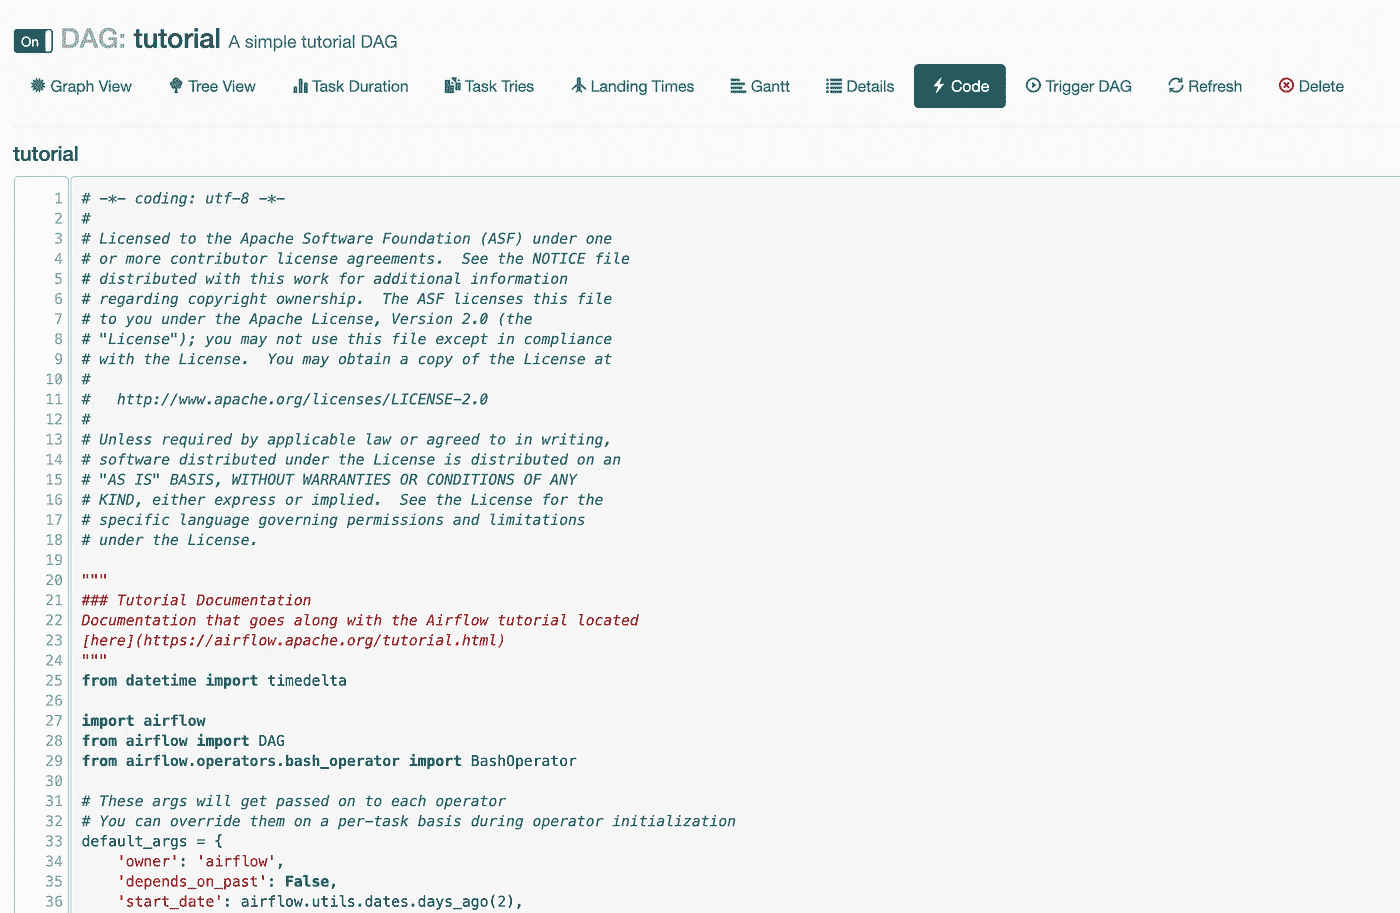 On DAG: tutorial A simple tutorial DAG
Graph View Tree View Task Duration Task Tries Landing Times Gantt Details Code Trigger DAG Refresh Delete
tutorial
1 # -*- coding: utf-8 -*-
2 #
3 # Licensed to the Apache Software Foundation (ASF) under one
4 # or more contributor license agreements.  See the NOTICE file
5 # distributed with this work for additional information
6 # regarding copyright ownership.  The ASF licenses this file
7 # to you under the Apache License, Version 2.0 (the
8 # "License"); you may not use this file except in compliance
9 # with the License.  You may obtain a copy of the License at
10 #
11 #   http://www.apache.org/licenses/LICENSE-2.0
12 #
13 # Unless required by applicable law or agreed to in writing,
14 # software distributed under the License is distributed on an
15 # "AS IS" BASIS, WITHOUT WARRANTIES OR CONDITIONS OF ANY
16 # KIND, either express or implied.  See the License for the
17 # specific language governing permissions and limitations
18 # under the License.
19
20 """
21 ### Tutorial Documentation
22 Documentation that goes along with the Airflow tutorial located
23 [here](https://airflow.apache.org/tutorial.html)
24 """
25 from datetime import timedelta
26
27 import airflow
28 from airflow import DAG
29 from airflow.operators.bash_operator import BashOperator
30
31 # These args will get passed on to each operator
32 # You can override them on a per-task basis during operator initialization
33 default_args = {
34     'owner': 'airflow',
35     'depends_on_past': False,
36     'start_date': airflow.utils.dates.days_ago(2),